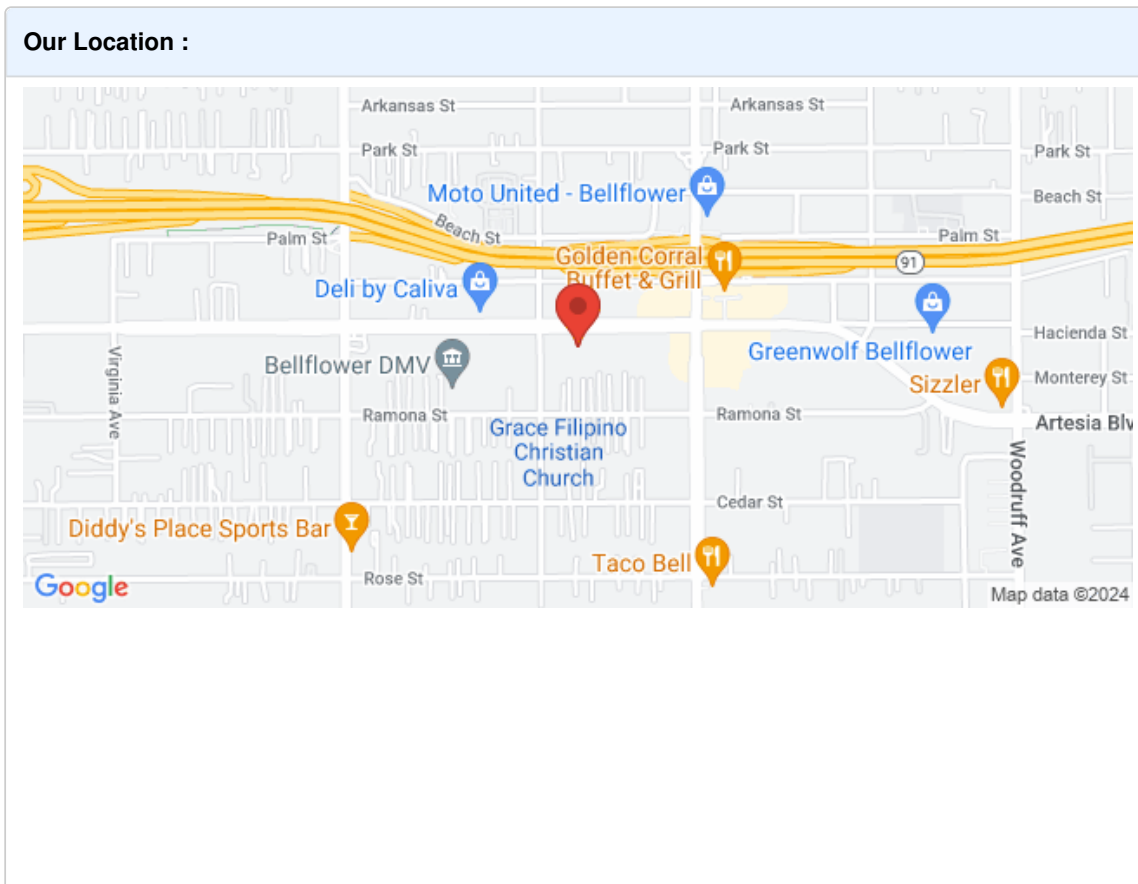 Our Location :
Arkansas St
Arkansas St
Park St
Park St
Park St
Moto United - Bellflower
Beach St
Beach St
Palm St
Palm St
Golden Corral
Buffet & Grill
91
Deli by Caliva
Hacienda St
Greenwolf Bellflower
Bellflower DMV
Virginia Ave
Sizzler
Monterey St
Ramona St
Ramona St
Artesia Blv
Grace Filipino
Christian
Church
Woodruff Ave
Cedar St
Diddy's Place Sports Bar
Taco Bell
Rose St
Google
Map data ©2024